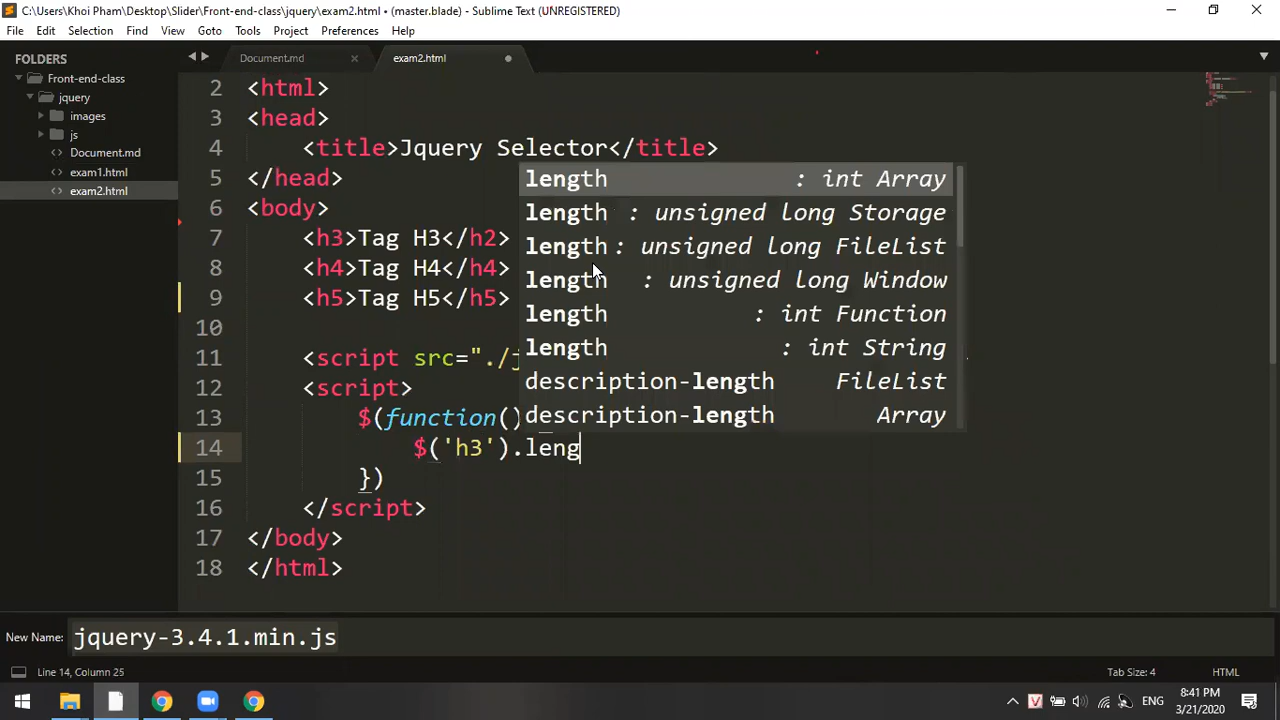 C:\Users\Khoi Pham\Desktop\Slider\Front-end-class\jquery\exam2.html • (master.blade) - Sublime Text (UNREGISTERED)
File Edit Selection Find View Goto Tools Project Preferences Help
FOLDERS
Front-end-class
jquery
images
js
Document.md
exam1.html
exam2.html
Document.md
exam2.html
2 <html>
3 <head>
4 <title>Jquery Selector</title>
5 </head>
6 <body>
7 <h3>Tag H3</h2>
8 <h4>Tag H4</h4>
9 <h5>Tag H5</h5>
10
11 <script src="./j
12 <script>
13 $(function()
14 $('h3').leng
15 })
16 </script>
17 </body>
18 </html>
length : int Array
length : unsigned long Storage
length : unsigned long FileList
length : unsigned long Window
length : int Function
length : int String
description-length FileList
description-length Array
New Name: jquery-3.4.1.min.js
Line 14, Column 25
Tab Size: 4
HTML
V
ENG
8:41 PM
3/21/2020